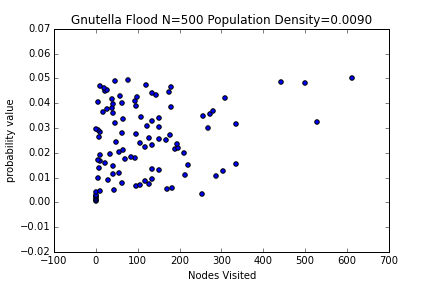 Gnutella Flood N=500 Population Density=0.0090
probability value
0.07
0.06
0.05
0.04
0.03
0.02
0.01
0.00
−0.01
−0.02
−100 0 100 200 300 400 500 600 700
Nodes Visited